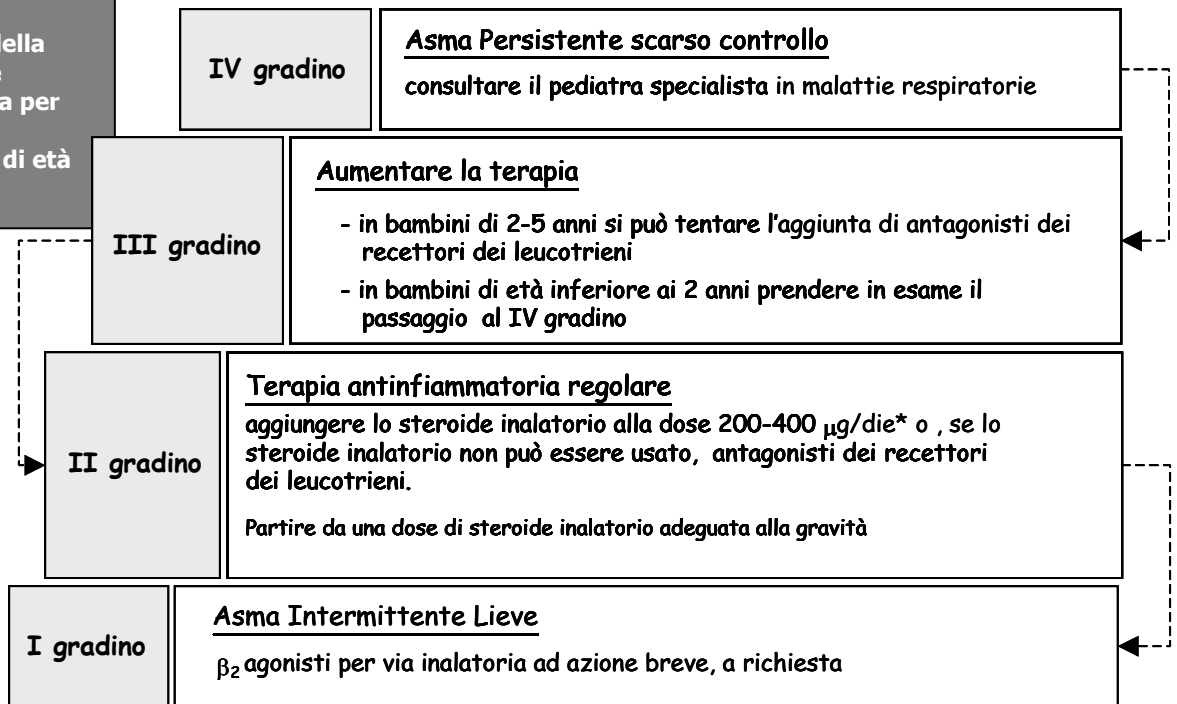 della
e
a per
di età
IV gradino
Asma Persistente scarso controllo
consultare il pediatra specialista in malattie respiratorie
III gradino
Aumentare la terapia
- in bambini di 2-5 anni si può tentare l'aggiunta di antagonisti dei
recettori dei leucotrieni
- in bambini di età inferiore ai 2 anni prendere in esame il
passaggio al IV gradino
II gradino
Terapia antinfiammatoria regolare
aggiungere lo steroide inalatorio alla dose 200-400 μg/die* o , se lo
steroide inalatorio non può essere usato, antagonisti dei recettori
dei leucotrieni.
Partire da una dose di steroide inalatorio adeguata alla gravità
I gradino
Asma Intermittente Lieve
β₂ agonisti per via inalatoria ad azione breve, a richiesta